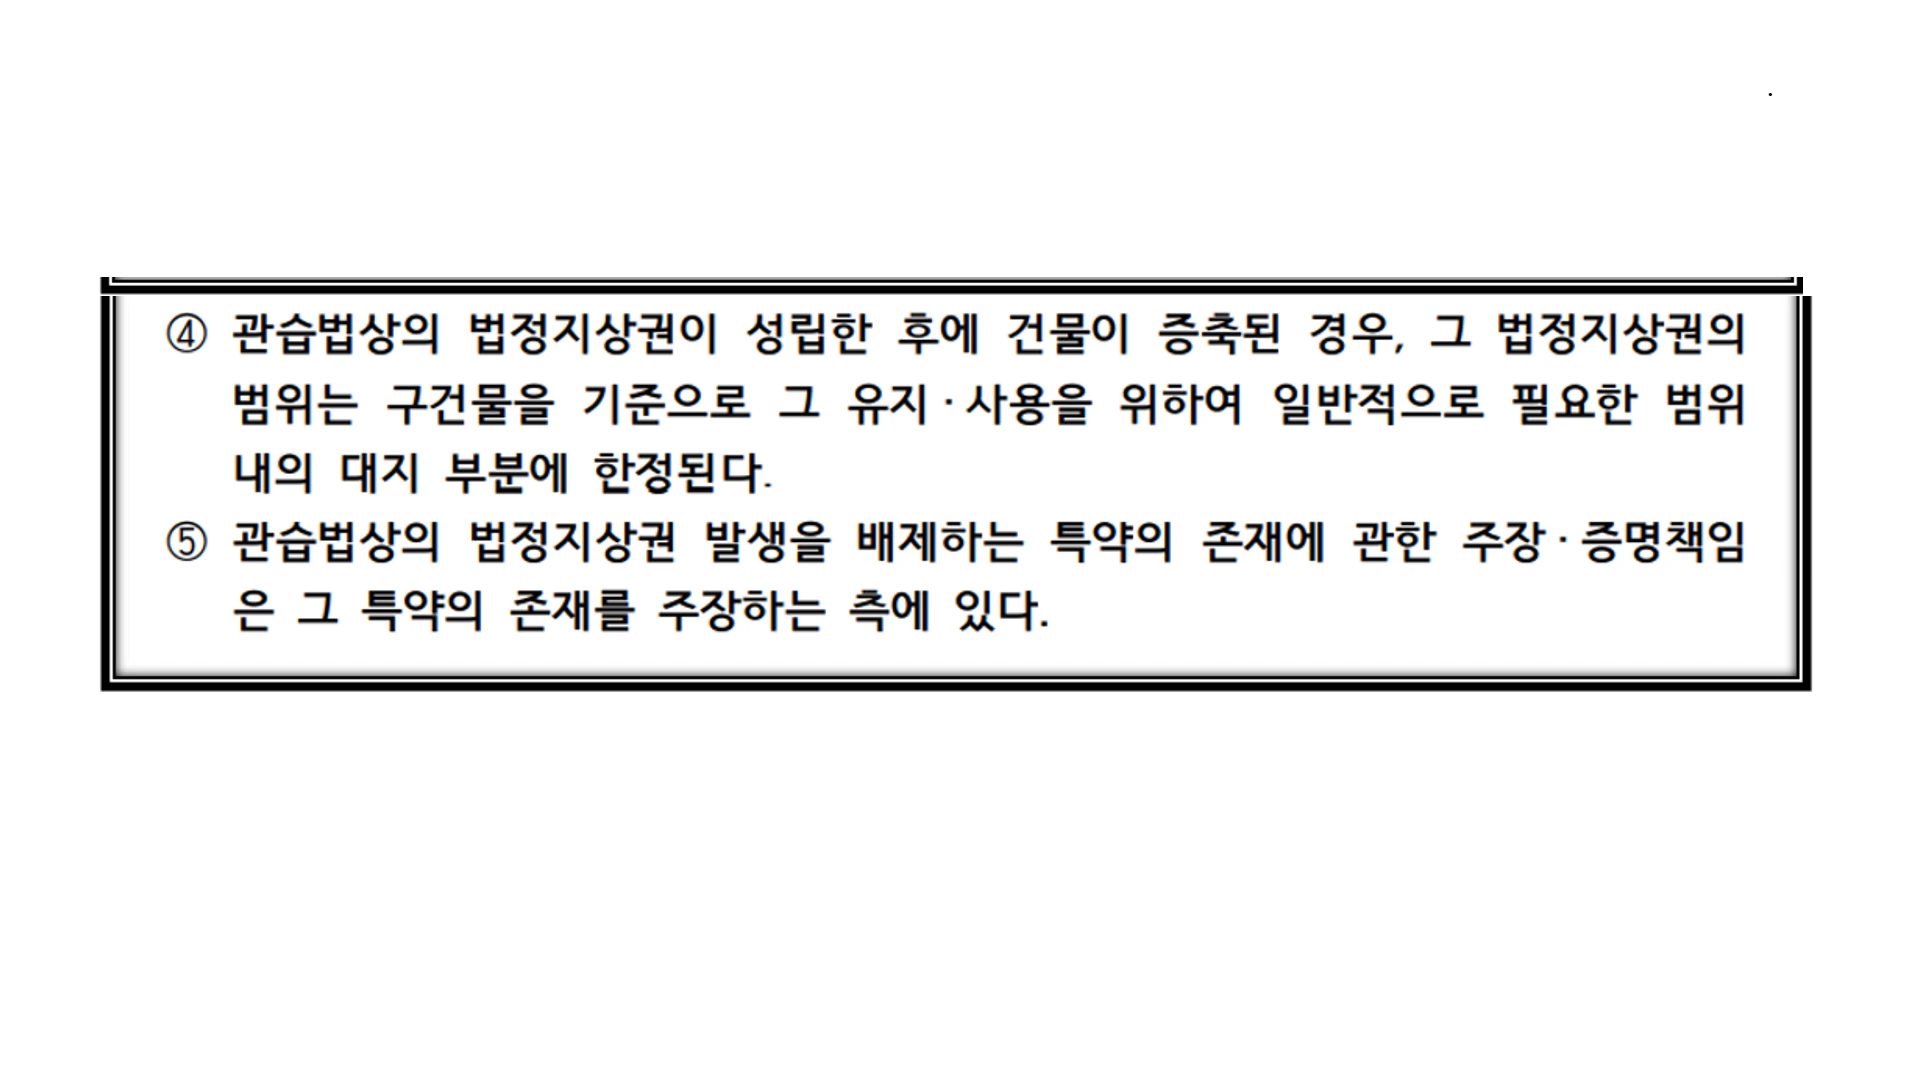 ④ 관습법상의 법정지상권이 성립한 후에 건물이 증축된 경우, 그 법정지상권의
범위는 구건물을 기준으로 그 유지·사용을 위하여 일반적으로 필요한 범위
내의 대지 부분에 한정된다.
⑤ 관습법상의 법정지상권 발생을 배제하는 특약의 존재에 관한 주장·증명책임
은 그 특약의 존재를 주장하는 측에 있다.